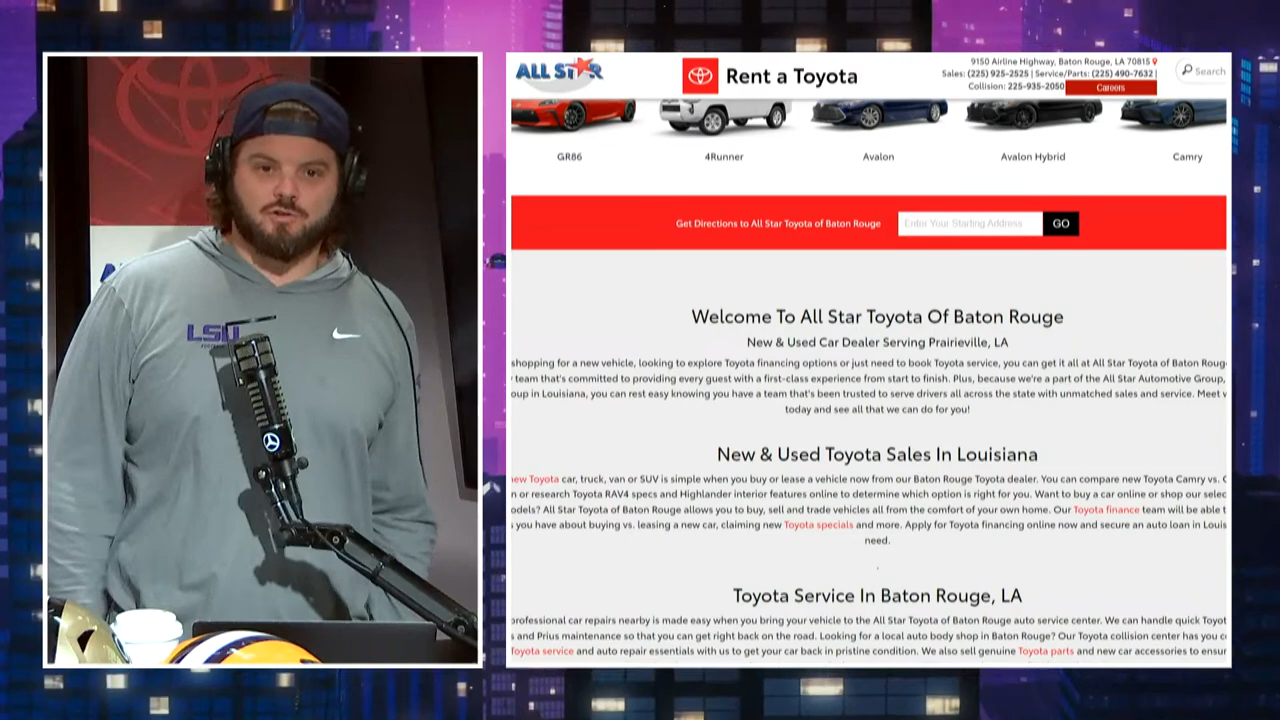 LSU
ALL STAR
Rent a Toyota
9150 Airline Highway, Baton Rouge, LA 70815
Sales: (225) 925-2525 | Service/Parts: (225) 490-7632 |
Collision: 225-935-2050
Careers
Search
GR86
4Runner
Avalon
Avalon Hybrid
Camry
Get Directions to All Star Toyota of Baton Rouge
Enter Your Starting Address
GO
Welcome To All Star Toyota Of Baton Rouge
New & Used Car Dealer Serving Prairieville, LA
shopping for a new vehicle, looking to explore Toyota financing options or just need to book Toyota service, you can get it all at All Star Toyota of Baton Roug
team that's committed to providing every guest with a first-class experience from start to finish. Plus, because we're a part of the All Star Automotive Group,
oup in Louisiana, you can rest easy knowing you have a team that's been trusted to serve drivers all across the state with unmatched sales and service. Meet
today and see all that we can do for you!
New & Used Toyota Sales In Louisiana
ew Toyota car, truck, van or SUV is simple when you buy or lease a vehicle now from our Baton Rouge Toyota dealer. You can compare new Toyota Camry vs. C
n or research Toyota RAV4 specs and Highlander interior features online to determine which option is right for you. Want to buy a car online or shop our selec
odels? All Star Toyota of Baton Rouge allows you to buy, sell and trade vehicles all from the comfort of your own home. Our Toyota finance team will be able t
s you have about buying vs. leasing a new car, claiming new Toyota specials and more. Apply for Toyota financing online now and secure an auto loan in Louis
need.
Toyota Service In Baton Rouge, LA
professional car repairs nearby is made easy when you bring your vehicle to the All Star Toyota of Baton Rouge auto service center. We can handle quick Toyot
s and Prius maintenance so that you can get right back on the road. Looking for a local auto body shop in Baton Rouge? Our Toyota collision center has you c
Toyota service and auto repair essentials with us to get your car back in pristine condition. We also sell genuine Toyota parts and new car accessories to ensur